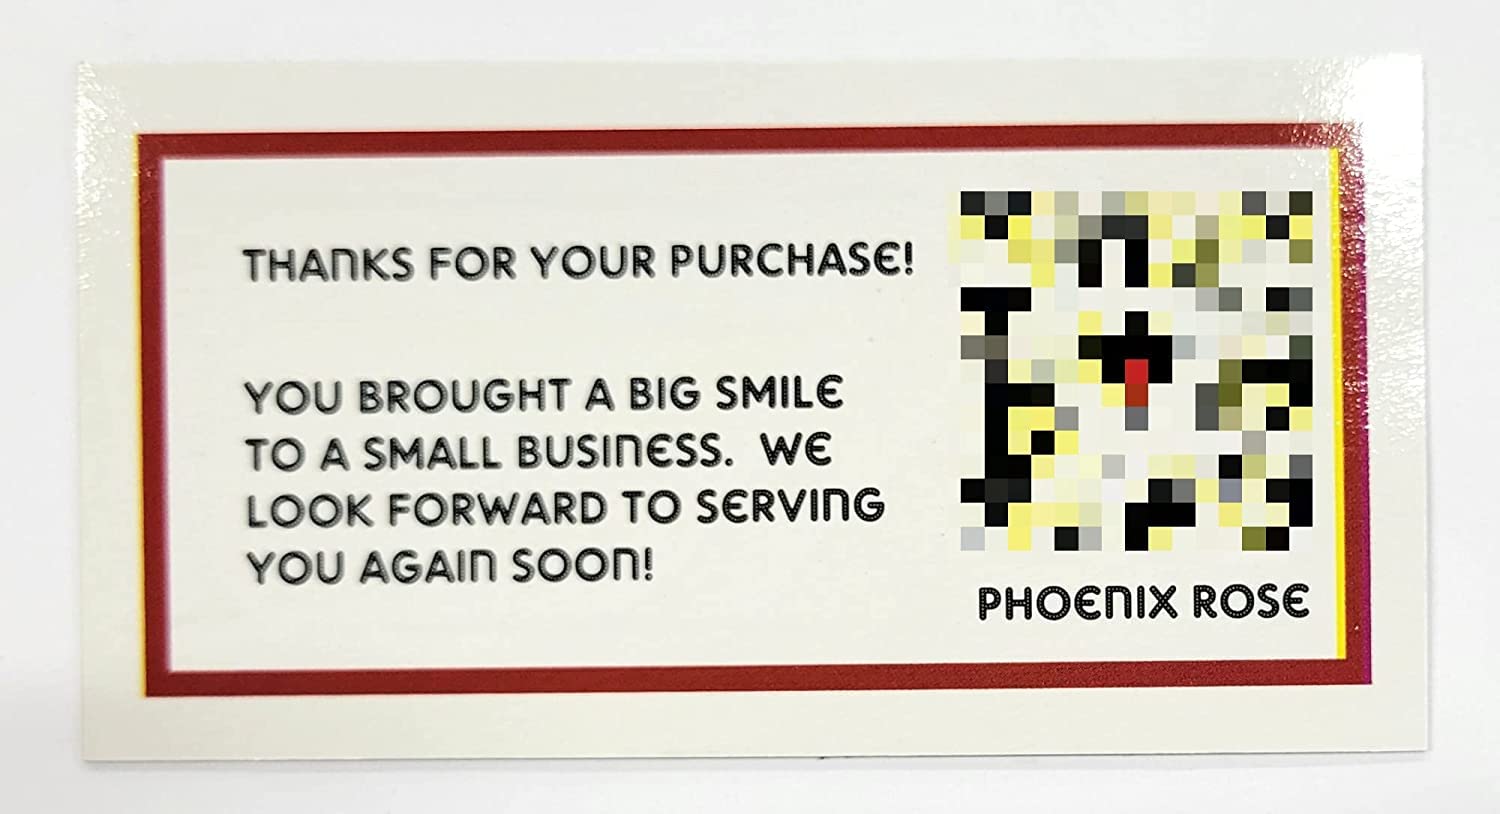 THANKS FOR YOUR PURCHASE!
YOU BROUGHT A BIG SMILE
TO A SMALL BUSINESS.  WE
LOOK FORWARD TO SERVING
YOU AGAIN SOON!
PHOENIX ROSE